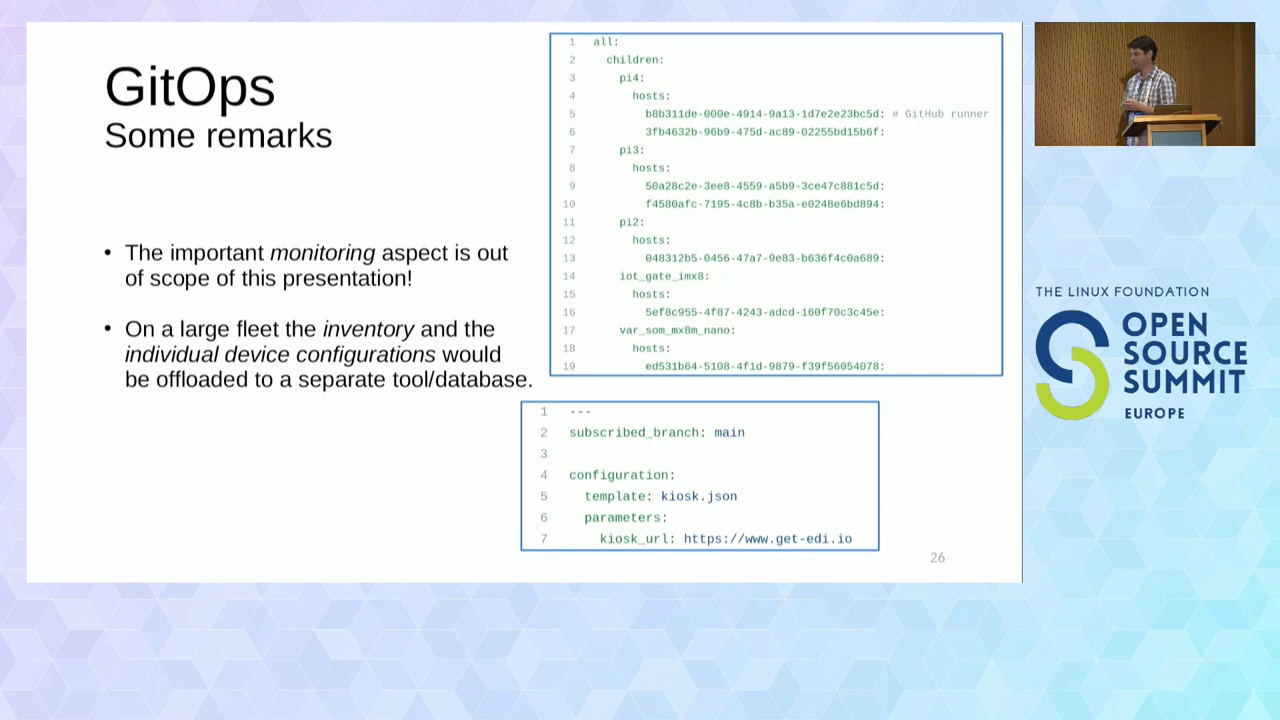 GitOps
Some remarks
• The important monitoring aspect is out
of scope of this presentation!
• On a large fleet the inventory and the
individual device configurations would
be offloaded to a separate tool/database.
1 all:
2 children:
3 pi4:
4 hosts:
5 b8b311de-000e-4914-9a13-1d7e2e23bc5d: # GitHub runner
6 3fb4632b-96b9-475d-ac89-02255bd15b6f:
7 pi3:
8 hosts:
9 50a28c2e-3ee8-4559-a5b9-3ce47c881c5d:
10 f4580afc-7195-4c8b-b35a-e0248e6bd894:
11 pi2:
12 hosts:
13 048312b5-0456-47a7-9e83-b636f4c0a689:
14 iot_gate_imx8:
15 hosts:
16 5ef8c955-4f87-4243-adcd-160f70c3c45e:
17 var_som_mx8m_nano:
18 hosts:
19 ed531b64-5108-4f1d-9879-f39f56054078:
1 ---
2 subscribed_branch: main
3
4 configuration:
5 template: kiosk.json
6 parameters:
7 kiosk_url: https://www.get-edi.io
26
THE LINUX FOUNDATION
OPEN
SOURCE
SUMMIT
EUROPE